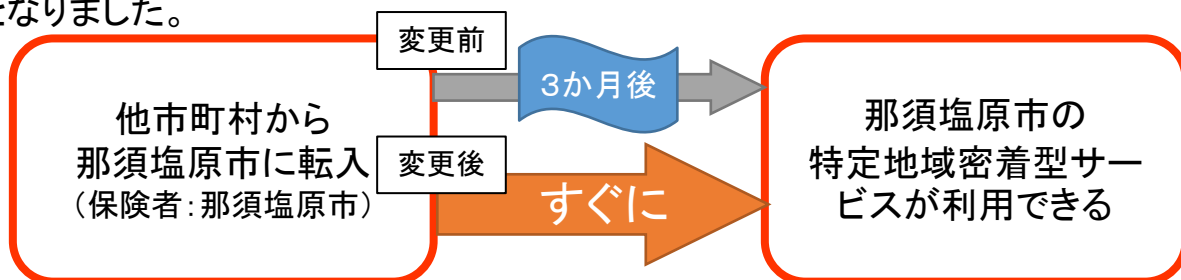 となりました。
変更前
3か月後
他市町村から
那須塩原市に転入
(保険者:那須塩原市)
変更後
すぐに
那須塩原市の
特定地域密着型サー
ビスが利用できる